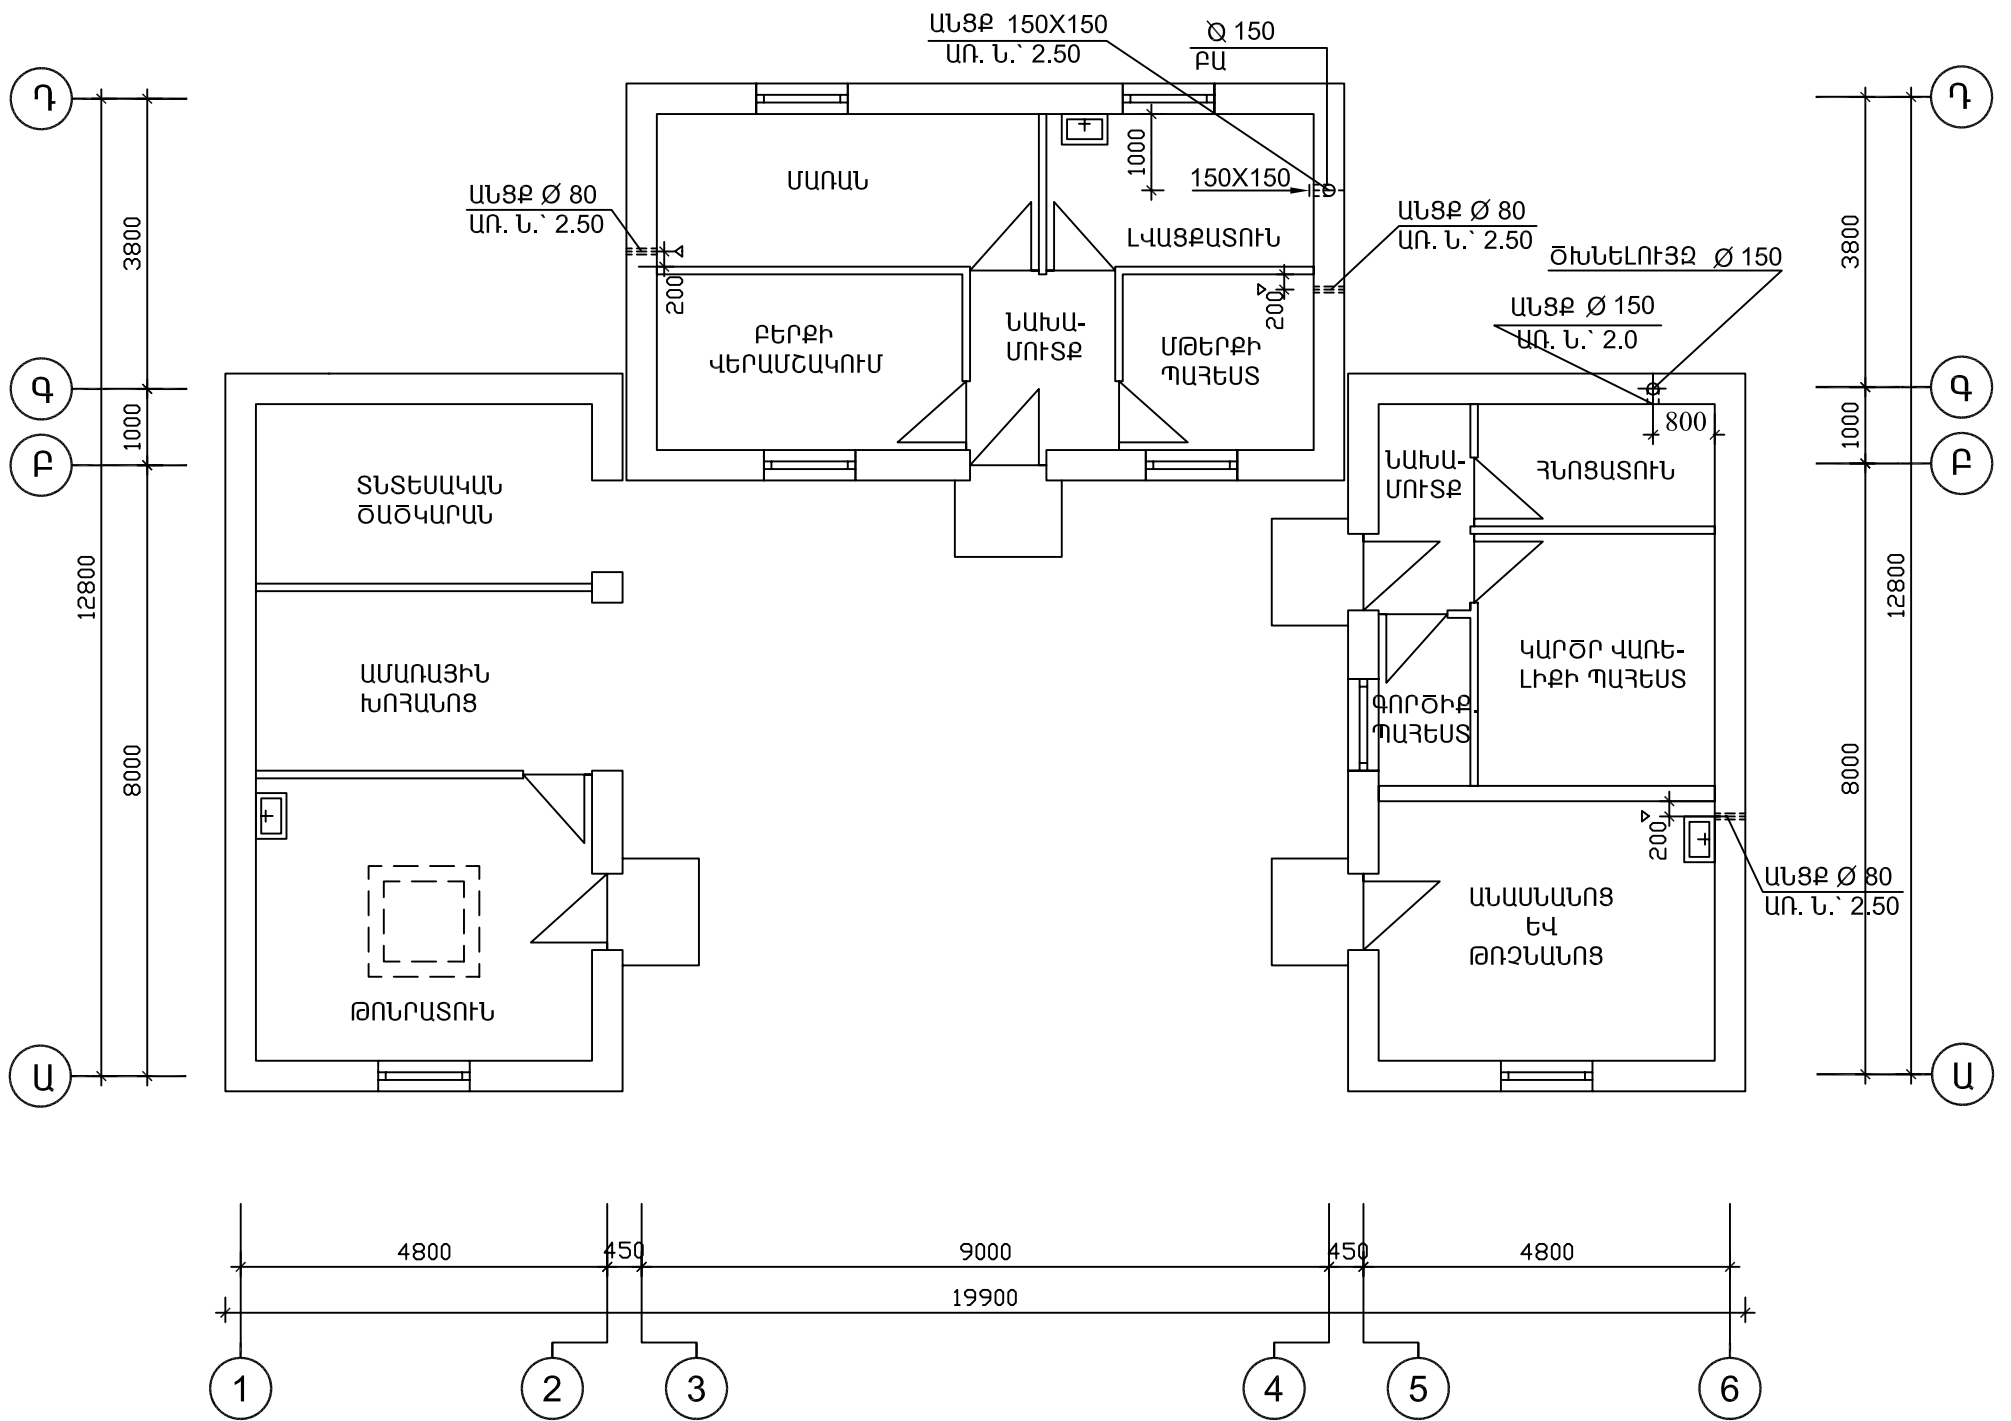 ԱՆՑՔ 150X150
ԱՌ. Ն.՝ 2.50
Ø 150
ԲԱ
Դ
Դ
ՄԱՌԱՆ
1000
150X150
ԱՆՑՔ Ø 80
ԱՌ. Ն.՝ 2.50
ԼՎԱՑՔԱՏՈՒՆ
ԱՆՑՔ Ø 80
ԱՌ. Ն.՝ 2.50
3800
3800
ԾԽՆԵԼՈՒՅԶ Ø 150
200
200
ԱՆՑՔ Ø 150
ԱՌ. Ն.՝ 2.0
ԲԵՐՔԻ
ՎԵՐԱՄՇԱԿՈՒՄ
ՆԱԽԱ-
ՄՈՒՏՔ
ՄԹԵՐՔԻ
ՊԱՀԵՍՏ
Գ
Գ
1000
1000
800
Բ
Բ
ՏՆՏԵՍԱԿԱՆ
ԾԱԾԿԱՐԱՆ
ՆԱԽԱ-
ՄՈՒՏՔ
ՀՆՈՑԱՏՈՒՆ
12800
12800
ԱՄԱՌԱՅԻՆ
ԽՈՀԱՆՈՑ
ԿԱՐԾՐ ՎԱՌԵ-
ԼԻՔԻ ՊԱՀԵՍՏ
ԳՈՐԾԻՔ.
ՊԱՀԵՍՏ
8000
8000
200
ԱՆՑՔ Ø 80
ԱՌ. Ն.՝ 2.50
ԱՆԱՍՆԱՆՈՑ
ԵՎ
ԹՌՉՆԱՆՈՑ
ԹՈՆՐԱՏՈՒՆ
Ա
Ա
4800
450
9000
450
4800
19900
1
2
3
4
5
6